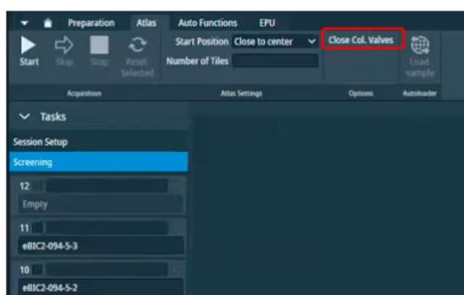 Preparation Atlas Auto Functions EPU
Start Position Close to center Close Col. Valves
Number of Tiles
Start Skip Stop Reset Selected Load sample
Acquisition Atlas Settings Options Autoloader
Tasks
Session Setup
Screening
12
Empty
11
eBIC2-094-5-3
10
eBIC2-094-5-2